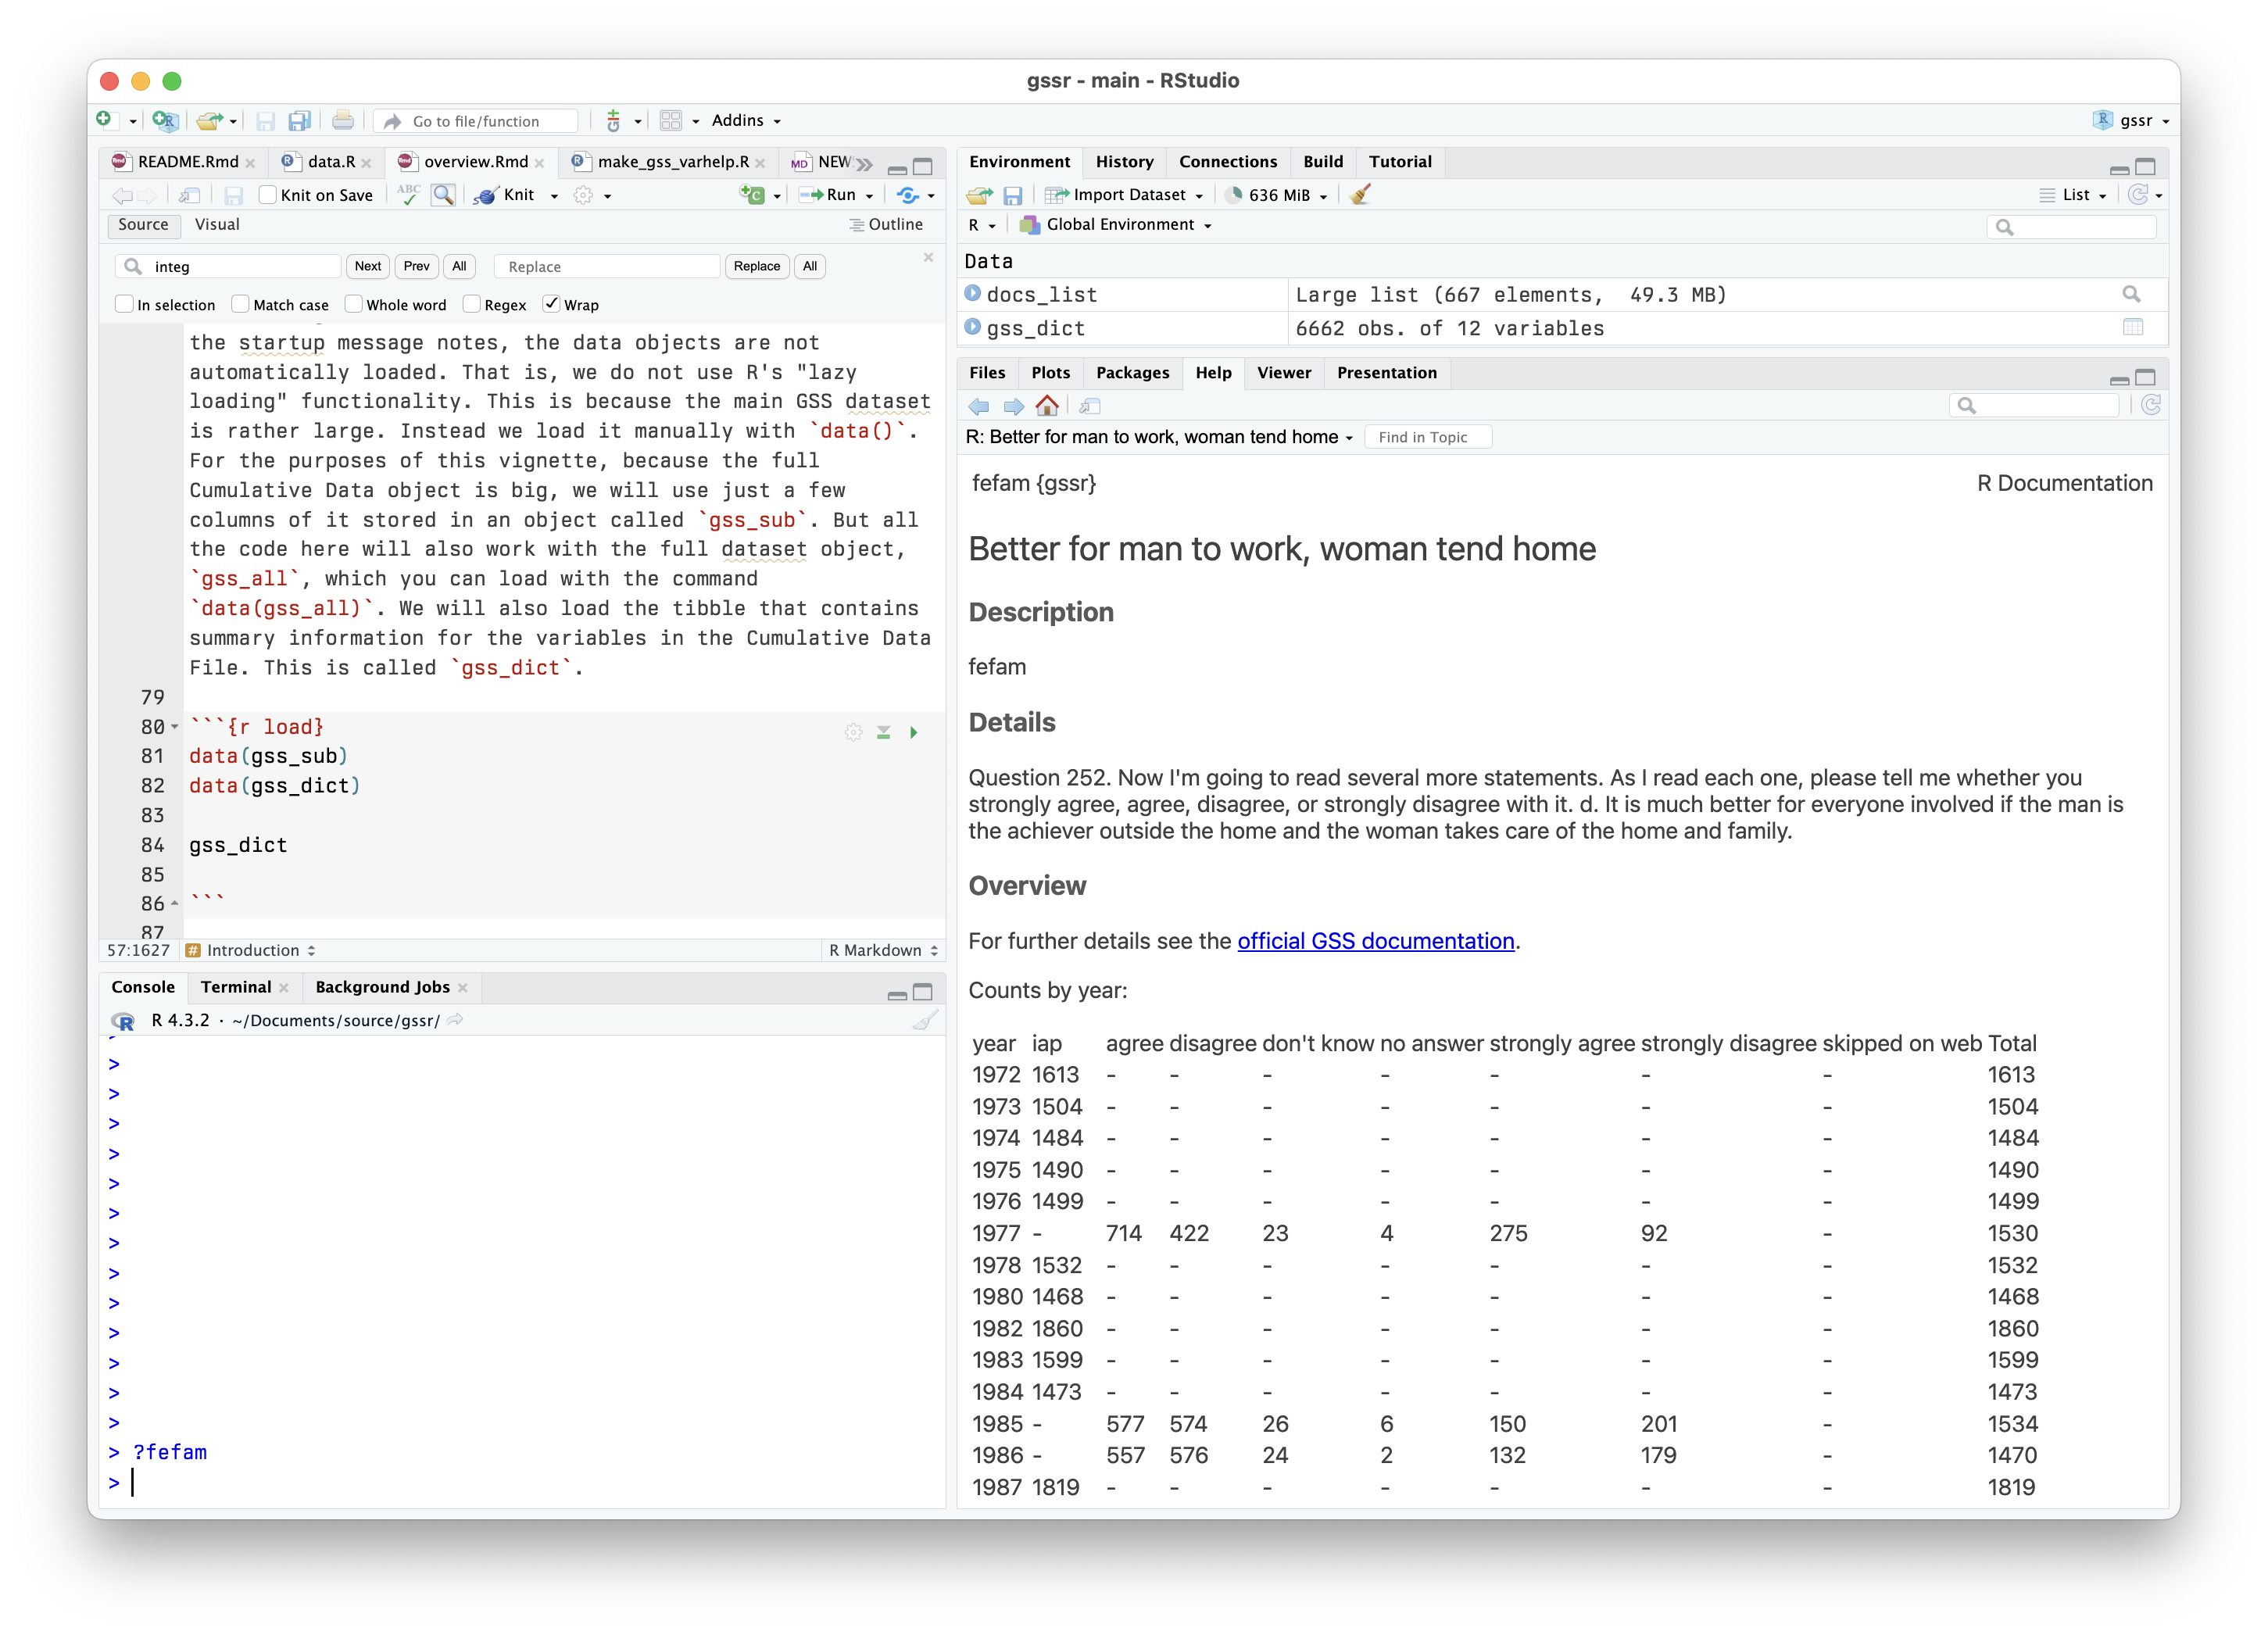 gssr - main - RStudio
Go to file/function
Addins
gssr
README.Rmd
data.R
overview.Rmd
make_gss_varhelp.R
NEW
Knit on Save
ABC
Knit
Run
Source
Visual
Outline
integ
Next
Prev
All
Replace
Replace
All
In selection
Match case
Whole word
Regex
Wrap
the startup message notes, the data objects are not
automatically loaded. That is, we do not use R's "lazy
loading" functionality. This is because the main GSS dataset
is rather large. Instead we load it manually with `data()`.
For the purposes of this vignette, because the full
Cumulative Data object is big, we will use just a few
columns of it stored in an object called `gss_sub`. But all
the code here will also work with the full dataset object,
`gss_all`, which you can load with the command
`data(gss_all)`. We will also load the tibble that contains
summary information for the variables in the Cumulative Data
File. This is called `gss_dict`.
79
80 ```{r load}
81 data(gss_sub)
82 data(gss_dict)
83
84 gss_dict
85
86 ```
87
57:1627
# Introduction
R Markdown
Console
Terminal
Background Jobs
R 4.3.2 · ~/Documents/source/gssr/
>
>
>
>
>
>
>
>
>
>
>
>
>
> ?fefam
>
Environment
History
Connections
Build
Tutorial
Import Dataset
636 MiB
List
R
Global Environment
Data
docs_list Large list (667 elements,  49.3 MB)
gss_dict 6662 obs. of 12 variables
Files
Plots
Packages
Help
Viewer
Presentation
R: Better for man to work, woman tend home
Find in Topic
fefam {gssr} R Documentation
Better for man to work, woman tend home
Description
fefam
Details
Question 252. Now I'm going to read several more statements. As I read each one, please tell me whether you
strongly agree, agree, disagree, or strongly disagree with it. d. It is much better for everyone involved if the man is
the achiever outside the home and the woman takes care of the home and family.
Overview
For further details see the official GSS documentation.
Counts by year:
year iap agree disagree don't know no answer strongly agree strongly disagree skipped on web Total
1972 1613 - - - - - - - 1613
1973 1504 - - - - - - - 1504
1974 1484 - - - - - - - 1484
1975 1490 - - - - - - - 1490
1976 1499 - - - - - - - 1499
1977 - 714 422 23 4 275 92 - 1530
1978 1532 - - - - - - - 1532
1980 1468 - - - - - - - 1468
1982 1860 - - - - - - - 1860
1983 1599 - - - - - - - 1599
1984 1473 - - - - - - - 1473
1985 - 577 574 26 6 150 201 - 1534
1986 - 557 576 24 2 132 179 - 1470
1987 1819 - - - - - - - 1819